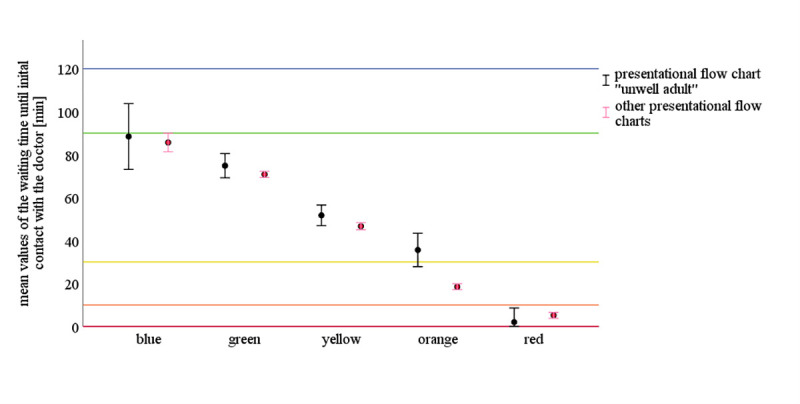 mean values of the waiting time until inital
contact with the doctor [min]
120
100
80
60
40
20
0
blue green yellow orange red
presentational flow chart
"unwell adult"
other presentational flow
charts